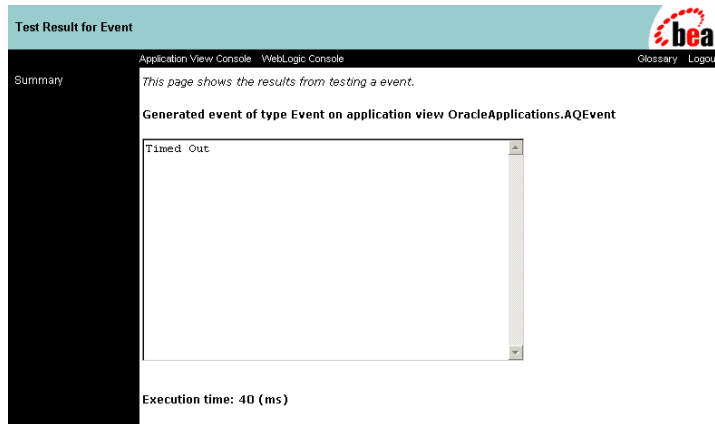 Test Result for Event
bea
Application View Console WebLogic Console Glossary Logou
Summary
This page shows the results from testing a event.
Generated event of type Event on application view OracleApplications.AQEvent
Timed Out
Execution time: 40 (ms)